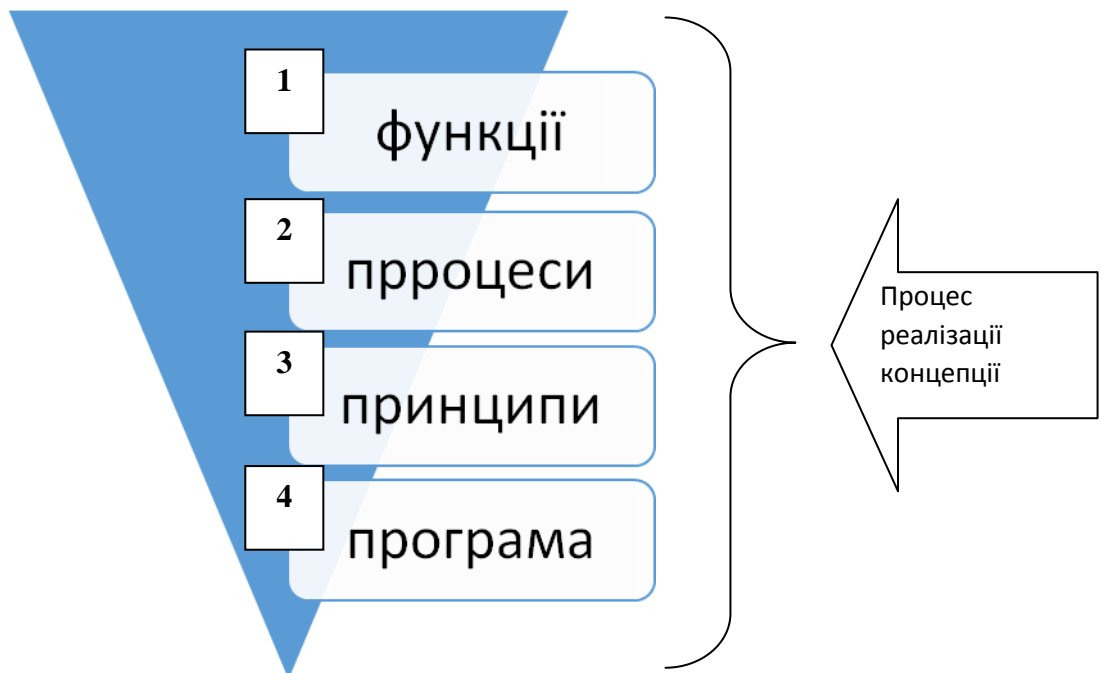 1
функції
2
прроцеси
3
принципи
4
програма
Процес
реалізації
концепції